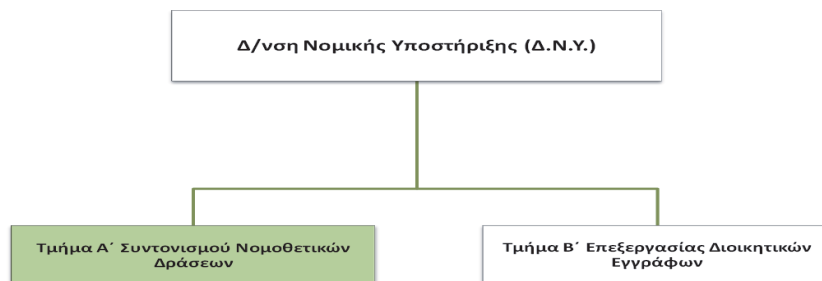 Δ/νση Νομικής Υποστήριξης (Δ.Ν.Υ.)
Τμήμα Α΄ Συντονισμού Νομοθετικών
Δράσεων
Τμήμα Β΄ Επεξεργασίας Διοικητικών
Εγγράφων